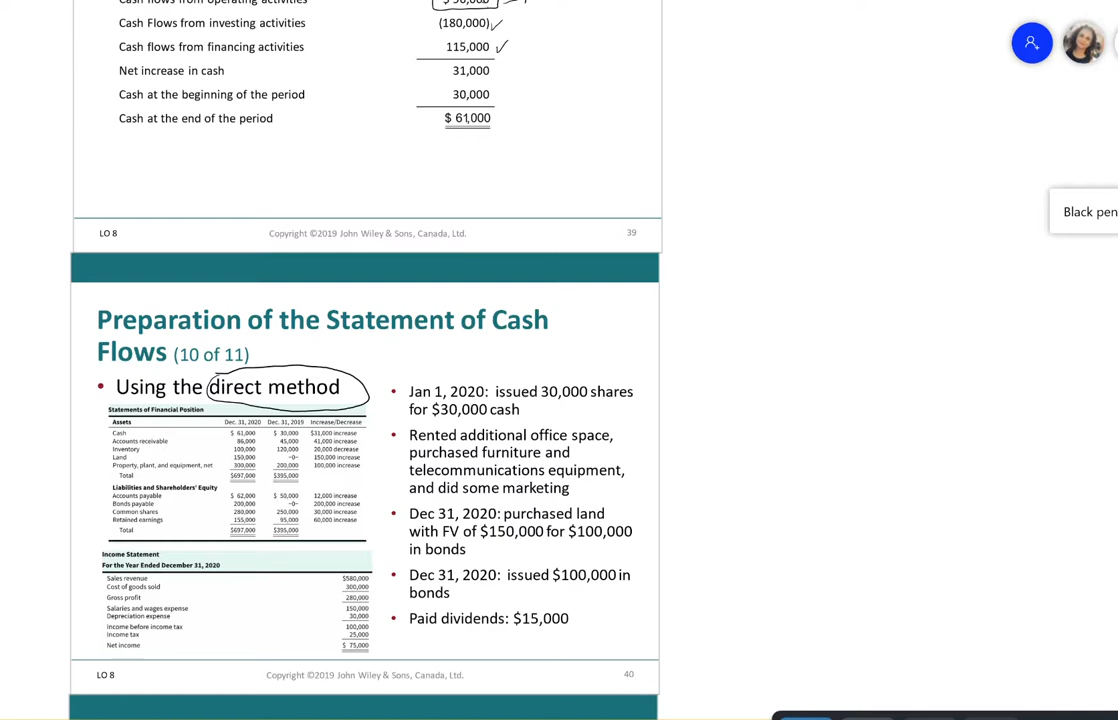 Cash flows from operating activities
Cash Flows from investing activities (180,000)
Cash flows from financing activities 115,000
Net increase in cash 31,000
Cash at the beginning of the period 30,000
Cash at the end of the period $ 61,000
LO 8 Copyright ©2019 John Wiley & Sons, Canada, Ltd. 39
Black pen
Preparation of the Statement of Cash
Flows (10 of 11)
• Using the direct method
Statements of Financial Position
Assets Dec. 31, 2020 Dec. 31, 2019 Increase/Decrease
Cash $ 61,000 $ 30,000 $31,000 increase
Accounts receivable 86,000 45,000 41,000 increase
Inventory 100,000 120,000 20,000 decrease
Land 150,000 –0– 150,000 increase
Property, plant, and equipment, net 300,000 200,000 100,000 increase
Total $697,000 $395,000
Liabilities and Shareholders' Equity
Accounts payable $ 62,000 $ 50,000 12,000 increase
Bonds payable 200,000 –0– 200,000 increase
Common shares 280,000 250,000 30,000 increase
Retained earnings 155,000 95,000 60,000 increase
Total $697,000 $395,000
Income Statement
For the Year Ended December 31, 2020
Sales revenue $580,000
Cost of goods sold 300,000
Gross profit 280,000
Salaries and wages expense 150,000
Depreciation expense 30,000
Income before income tax 100,000
Income tax 25,000
Net income $ 75,000
• Jan 1, 2020: issued 30,000 shares
for $30,000 cash
• Rented additional office space,
purchased furniture and
telecommunications equipment,
and did some marketing
• Dec 31, 2020: purchased land
with FV of $150,000 for $100,000
in bonds
• Dec 31, 2020: issued $100,000 in
bonds
• Paid dividends: $15,000
LO 8 Copyright ©2019 John Wiley & Sons, Canada, Ltd. 40